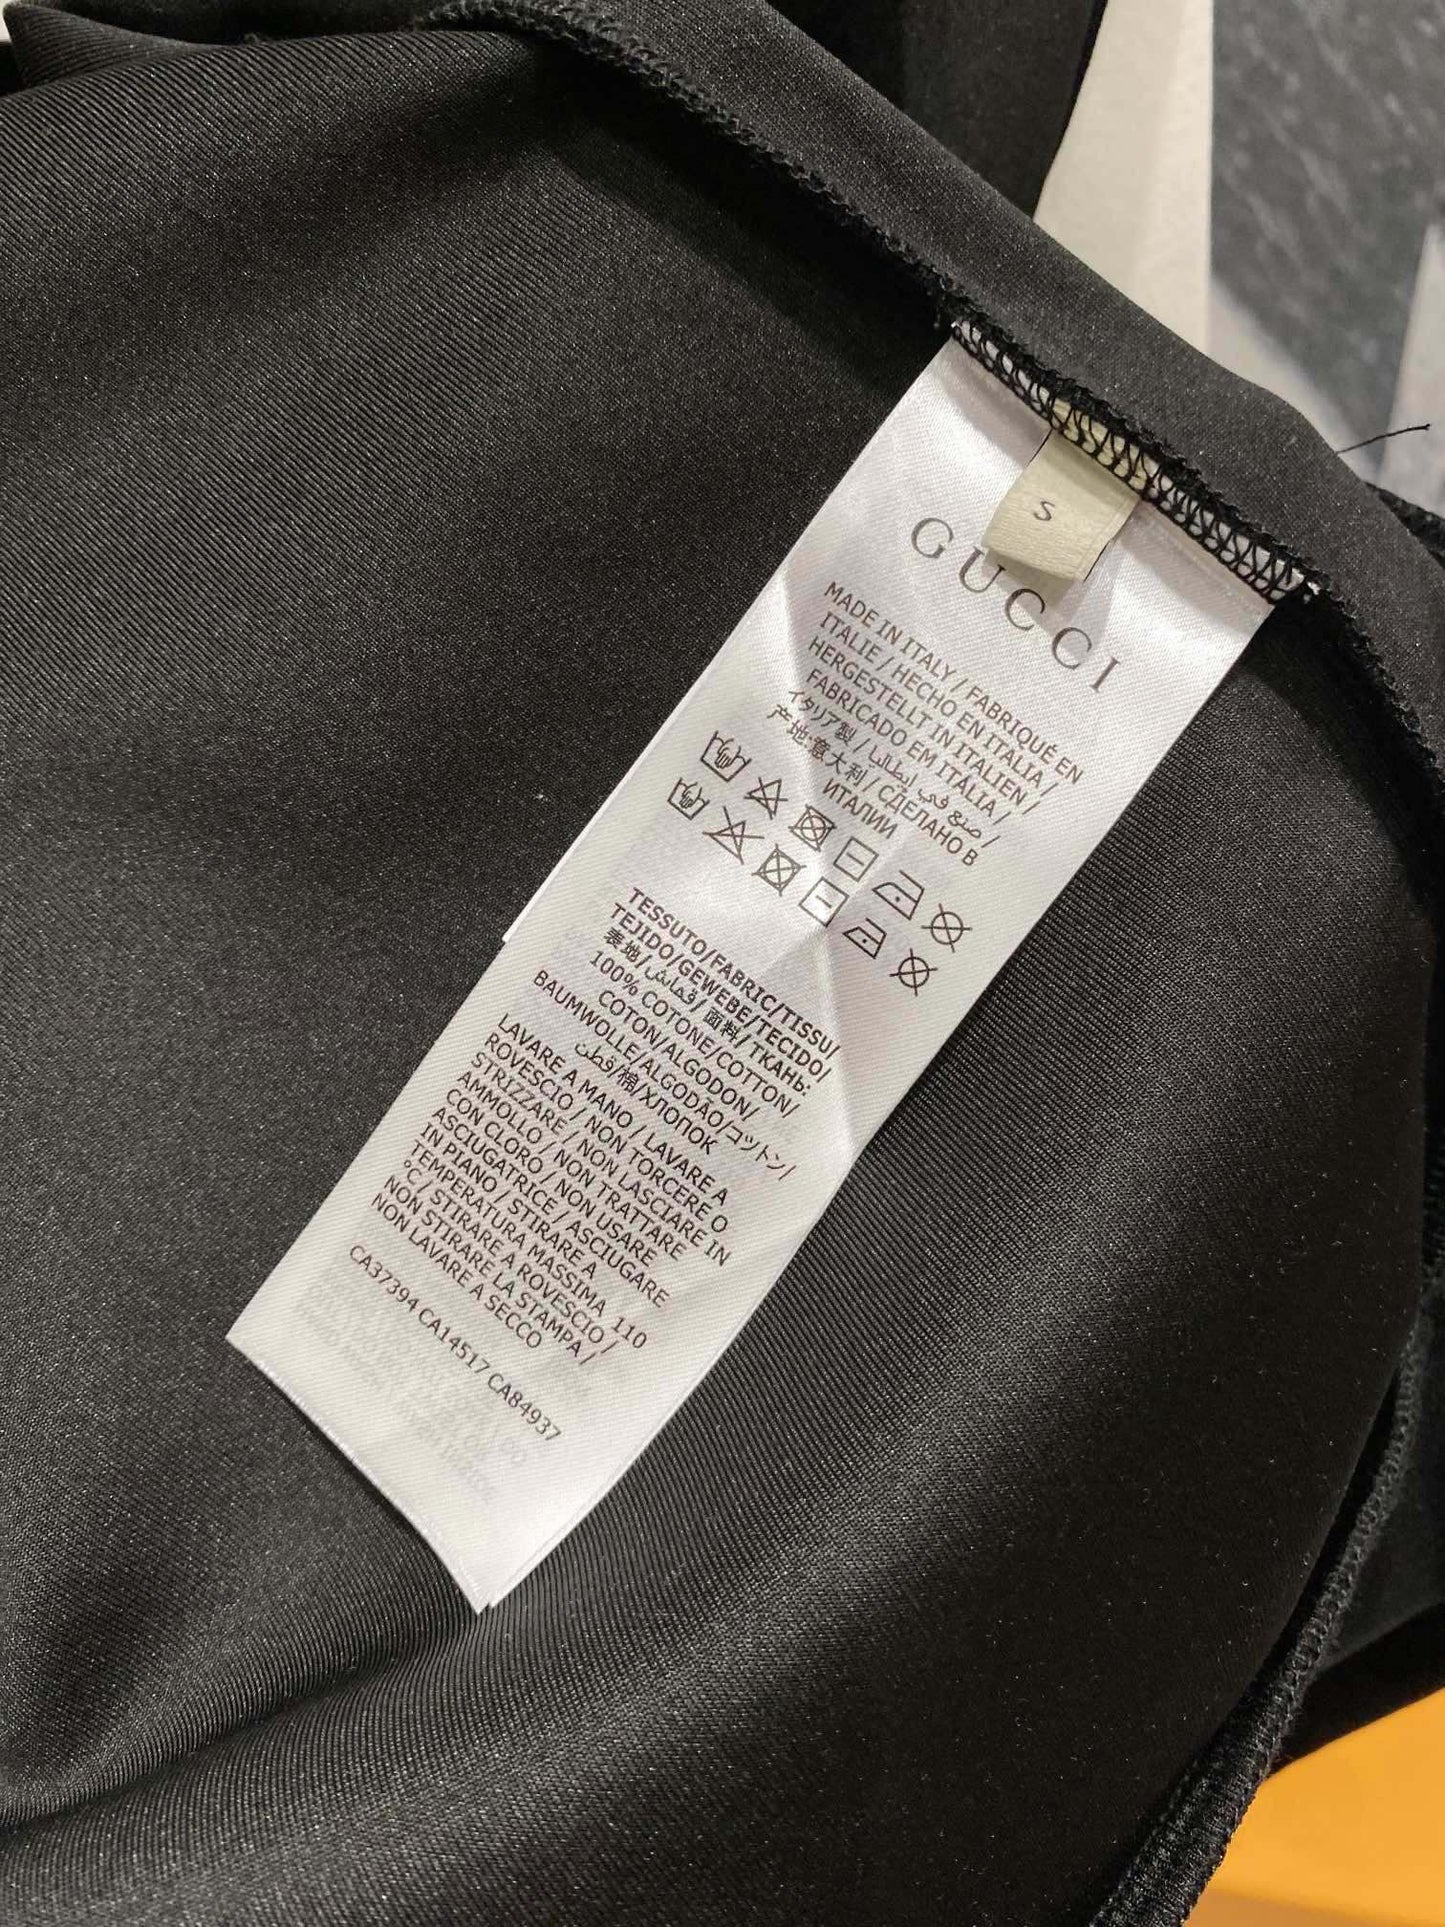 S
GUCCI
MADE IN ITALY / FABRIQUÉ EN
ITALIE / HECHO EN ITALIA /
HERGESTELLT IN ITALIEN /
FABRICADO EM ITALIA /
イタリア製 / صنع في إيطاليا /
产地:意大利 / СДЕЛАНО В
ИТАЛИИ
TESSUTO/FABRIC/TISSU/
TEJIDO/GEWEBE/TECIDO/
表地/قماش/面料/ТКАНЬ:
100% COTONE/COTTON/
COTON/ALGODON/
BAUMWOLLE/ALGODÃO/コットン/
قطن/棉/ХЛОПОК
LAVARE A MANO / LAVARE A
ROVESCIO / NON TORCERE O
STRIZZARE / NON LASCIARE IN
AMMOLLO / NON TRATTARE
CON CLORO / NON USARE
ASCIUGATRICE / ASCIUGARE
IN PIANO / STIRARE A
TEMPERATURA MASSIMA 110
°C / STIRARE A ROVESCIO /
NON STIRARE LA STAMPA /
NON LAVARE A SECCO
CA37394 CA14517 CA84937